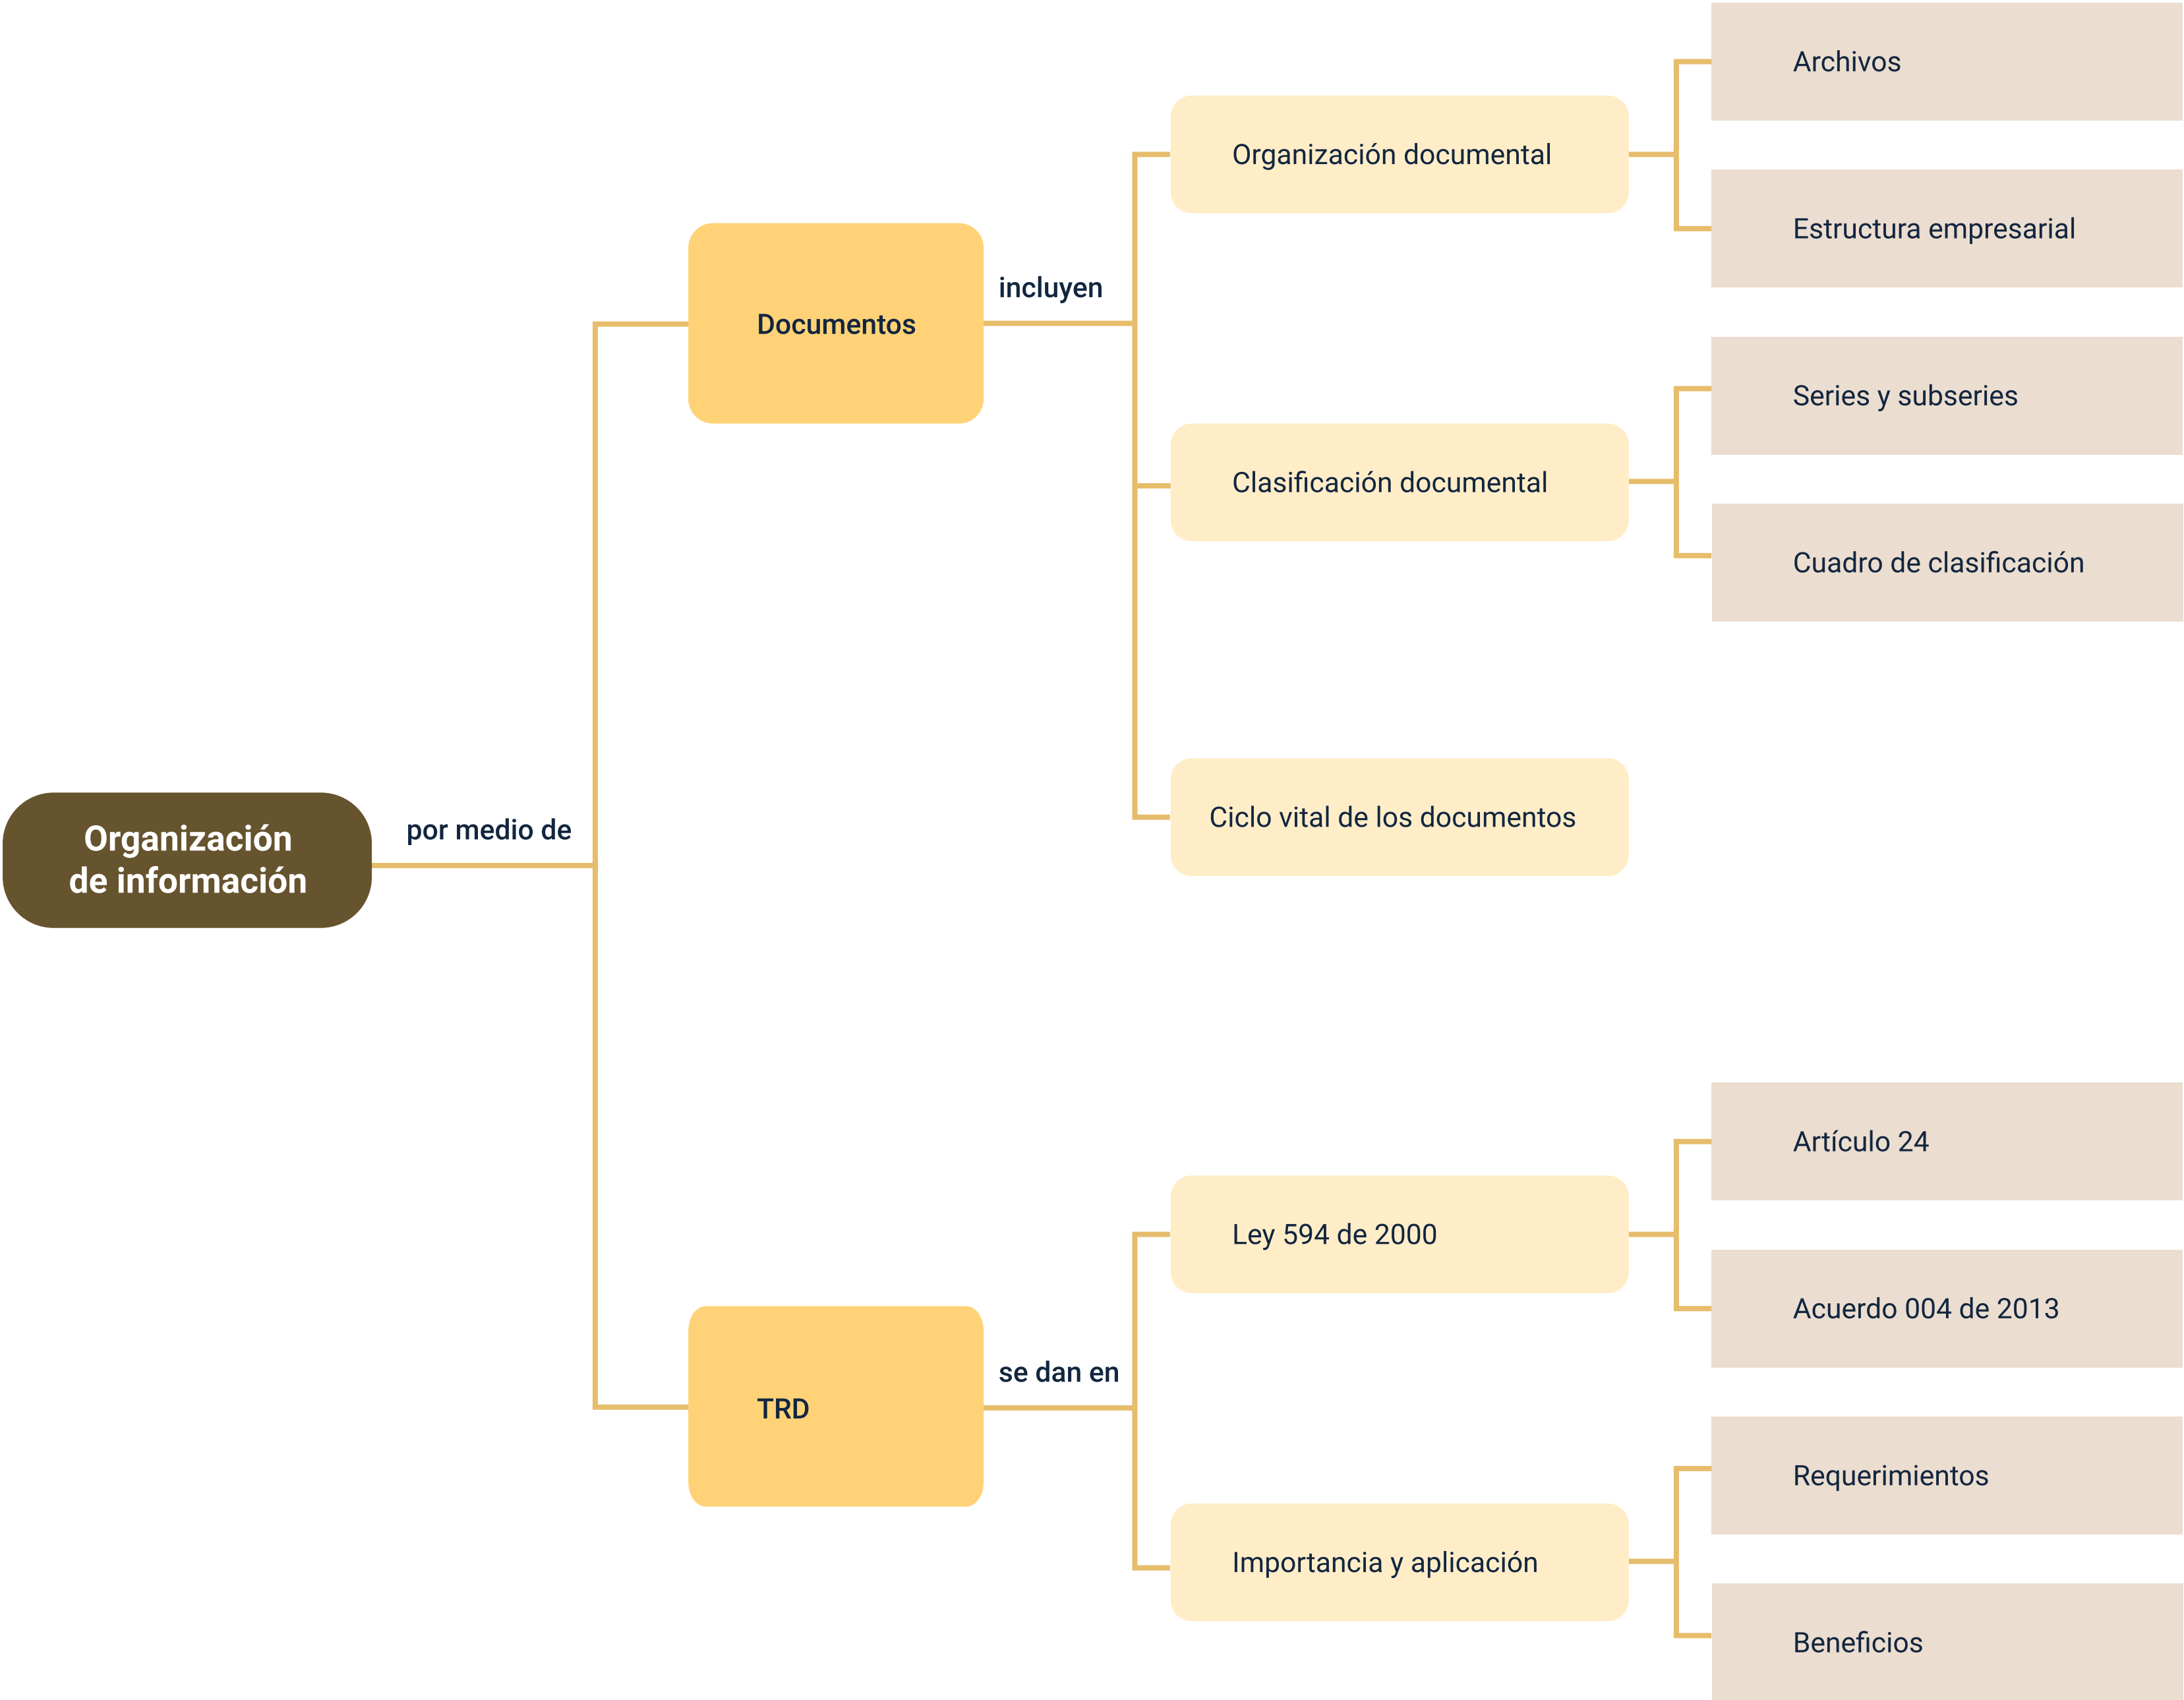 Organización
de información
por medio de
Documentos
incluyen
Organización documental
Archivos
Estructura empresarial
Clasificación documental
Series y subseries
Cuadro de clasificación
Ciclo vital de los documentos
TRD
se dan en
Ley 594 de 2000
Artículo 24
Acuerdo 004 de 2013
Importancia y aplicación
Requerimientos
Beneficios